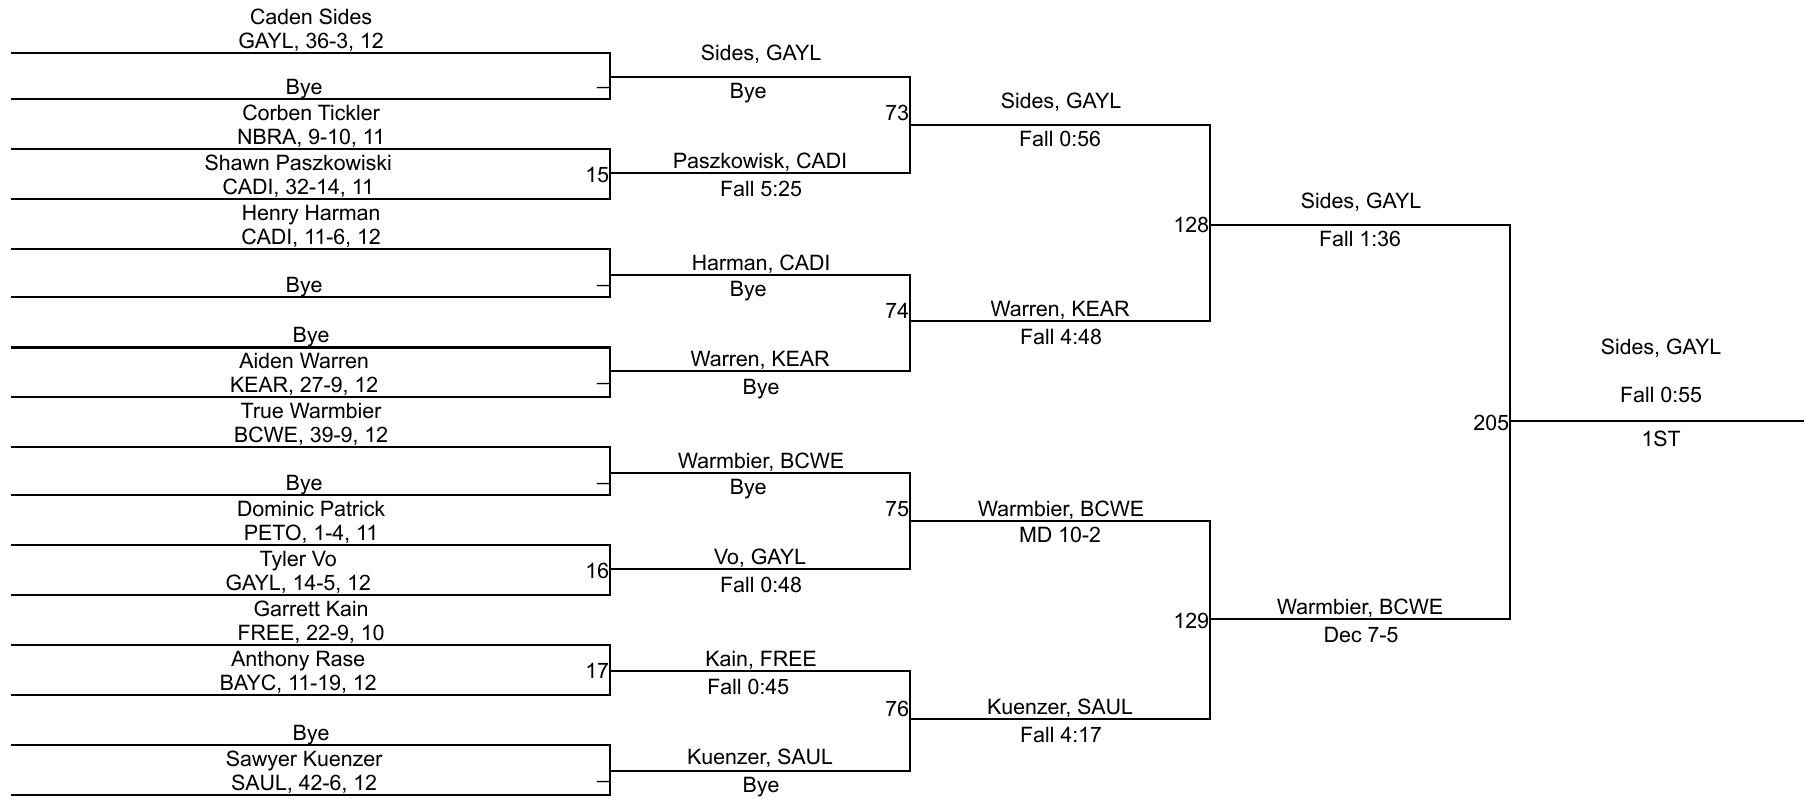 Caden Sides
GAYL, 36-3, 12
Bye
Corben Tickler
NBRA, 9-10, 11
Shawn Paszkowiski
CADI, 32-14, 11
Henry Harman
CADI, 11-6, 12
Bye
Bye
Aiden Warren
KEAR, 27-9, 12
True Warmbier
BCWE, 39-9, 12
Bye
Dominic Patrick
PETO, 1-4, 11
Tyler Vo
GAYL, 14-5, 12
Garrett Kain
FREE, 22-9, 10
Anthony Rase
BAYC, 11-19, 12
Bye
Sawyer Kuenzer
SAUL, 42-6, 12
–
15
–
–
–
16
17
–
Sides, GAYL
Bye
Paszkowisk, CADI
Fall 5:25
Harman, CADI
Bye
Warren, KEAR
Bye
Warmbier, BCWE
Bye
Vo, GAYL
Fall 0:48
Kain, FREE
Fall 0:45
Kuenzer, SAUL
Bye
73
74
75
76
Sides, GAYL
Fall 0:56
Warren, KEAR
Fall 4:48
Warmbier, BCWE
MD 10-2
Kuenzer, SAUL
Fall 4:17
128
129
Sides, GAYL
Fall 1:36
Warmbier, BCWE
Dec 7-5
205
Sides, GAYL
Fall 0:55
1ST